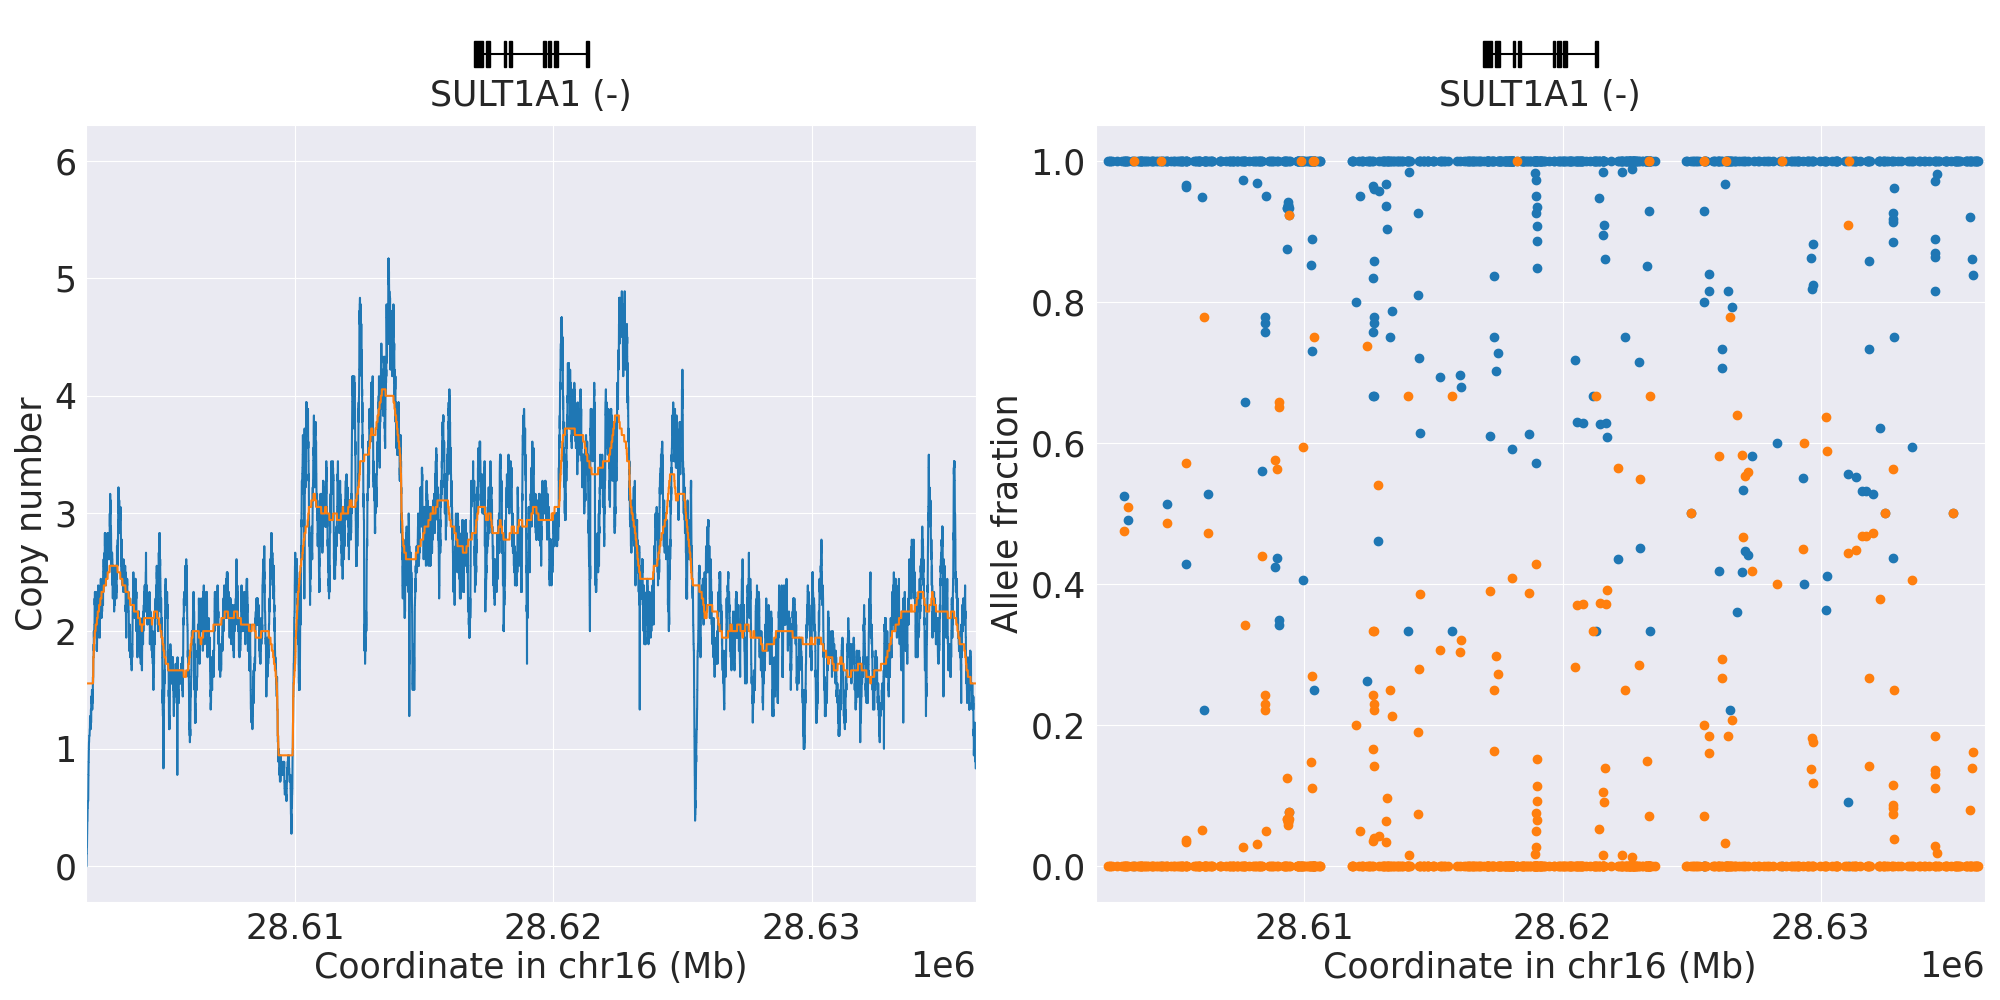 SULT1A1 (-)
SULT1A1 (-)
Copy number
6
5
4
3
2
1
0
28.61
28.62
28.63
Coordinate in chr16 (Mb)
1e6
Allele fraction
1.0
0.8
0.6
0.4
0.2
0.0
28.61
28.62
28.63
Coordinate in chr16 (Mb)
1e6